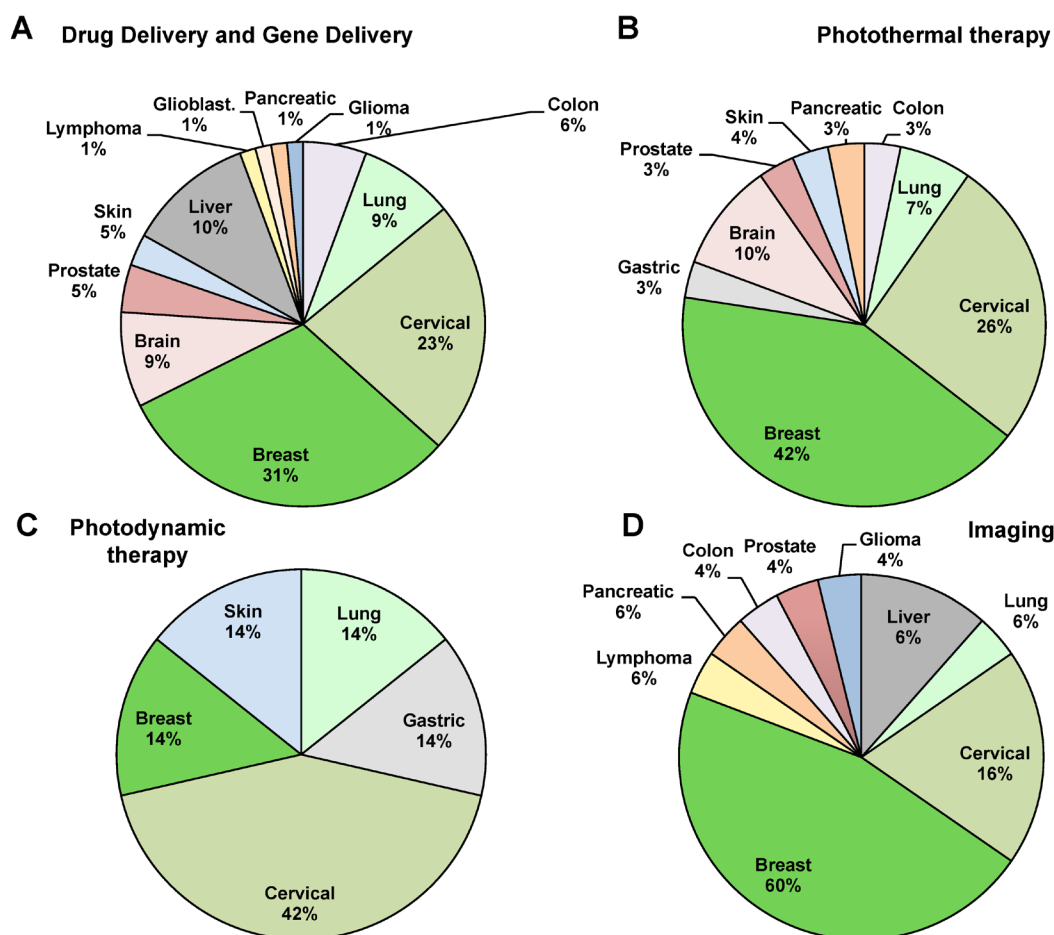 A
Drug Delivery and Gene Delivery
Lymphoma
1%
Glioblast.
1%
Pancreatic
1%
Glioma
1%
Colon
6%
Lung
9%
Cervical
23%
Breast
31%
Brain
9%
Prostate
5%
Skin
5%
Liver
10%
B
Photothermal therapy
Prostate
3%
Skin
4%
Pancreatic
3%
Colon
3%
Lung
7%
Cervical
26%
Breast
42%
Gastric
3%
Brain
10%
C
Photodynamic
therapy
Skin
14%
Lung
14%
Gastric
14%
Cervical
42%
Breast
14%
D
Imaging
Pancreatic
6%
Colon
4%
Prostate
4%
Glioma
4%
Liver
6%
Lung
6%
Cervical
16%
Breast
60%
Lymphoma
6%